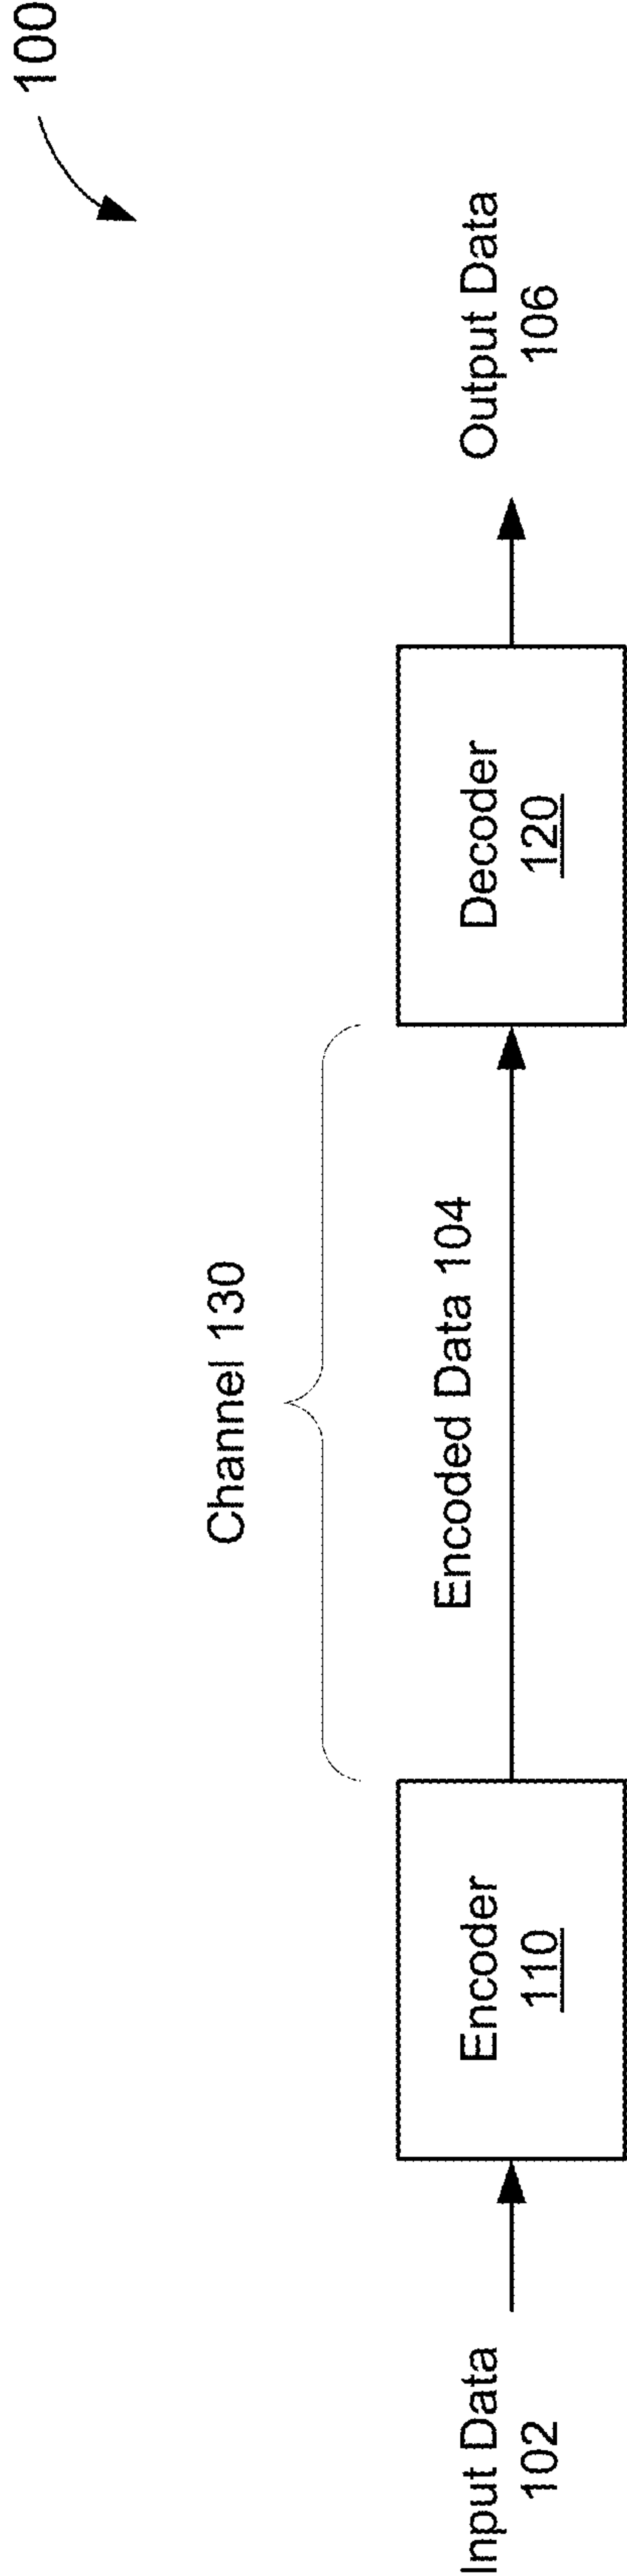 100
Channel 130
Input Data
102
Encoder
110
Encoded Data 104
Decoder
120
Output Data
106